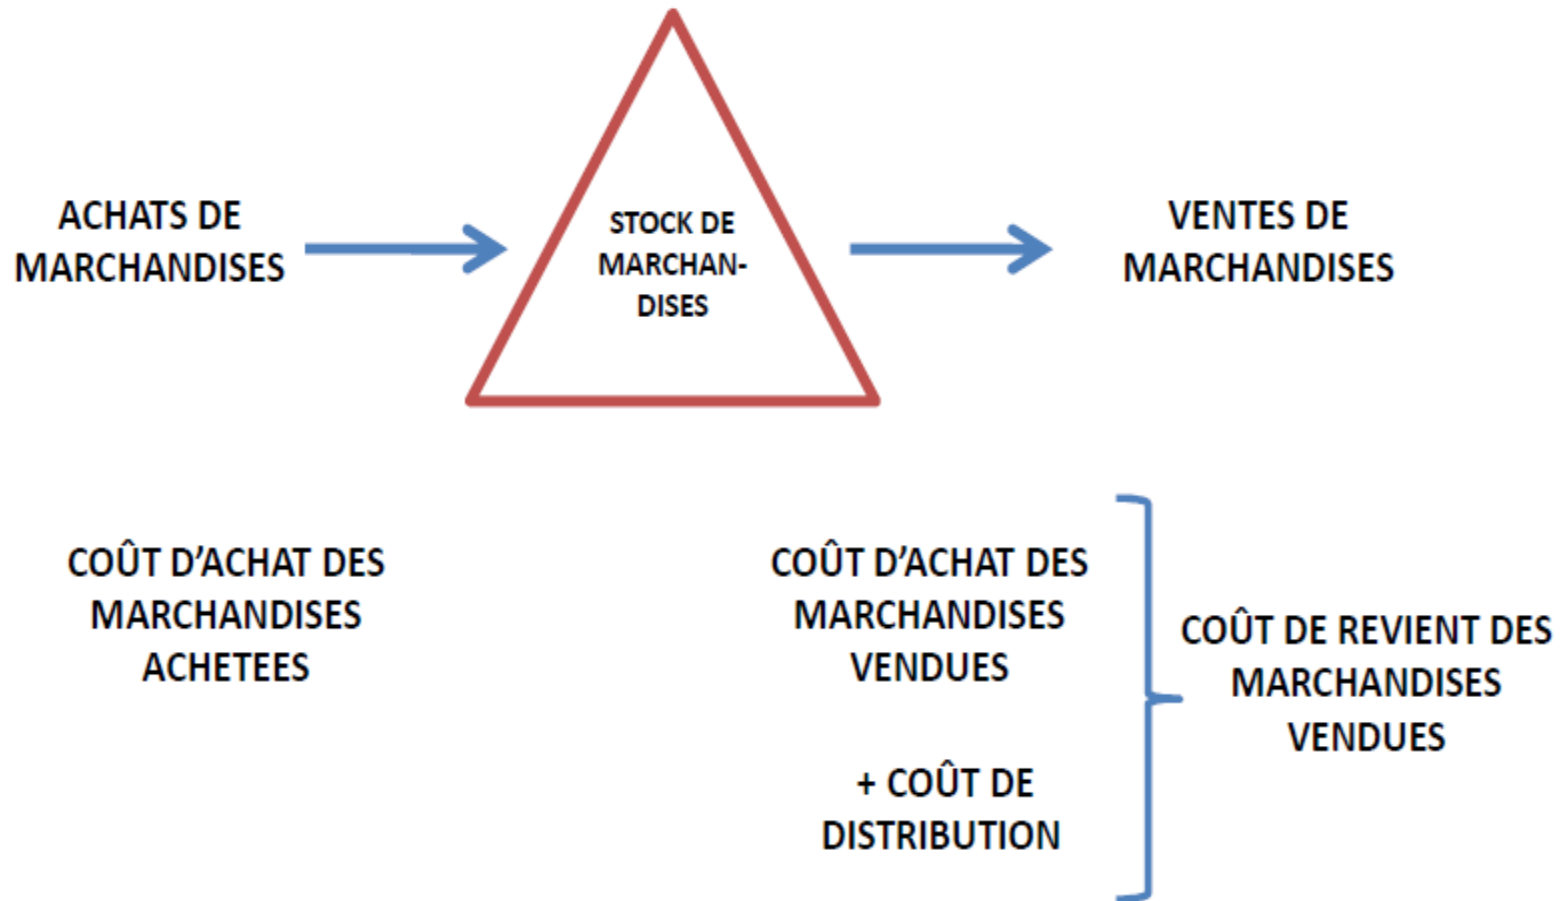 ACHATS DE
MARCHANDISES
STOCK DE
MARCHAN-
DISES
VENTES DE
MARCHANDISES
COÛT D'ACHAT DES
MARCHANDISES
ACHETEES
COÛT D'ACHAT DES
MARCHANDISES
VENDUES
+ COÛT DE
DISTRIBUTION
COÛT DE REVIENT DES
MARCHANDISES
VENDUES